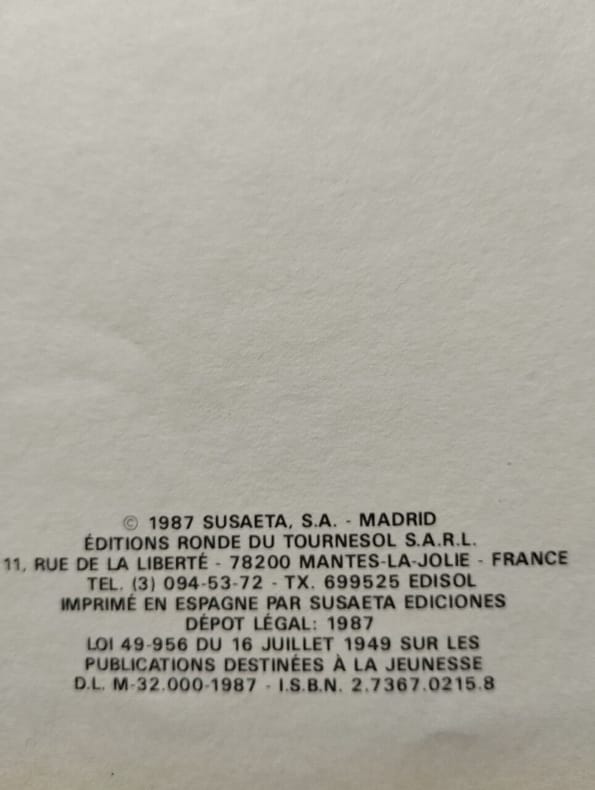 © 1987 SUSAETA, S.A. - MADRID
ÉDITIONS RONDE DU TOURNESOL S.A.R.L.
11, RUE DE LA LIBERTÉ - 78200 MANTES-LA-JOLIE - FRANCE
TEL. (3) 094-53-72 - TX. 699525 EDISOL
IMPRIMÉ EN ESPAGNE PAR SUSAETA EDICIONES
DÉPOT LÉGAL: 1987
LOI 49-956 DU 16 JUILLET 1949 SUR LES
PUBLICATIONS DESTINÉES À LA JEUNESSE
D.L. M-32.000-1987 - I.S.B.N. 2.7367.0215.8